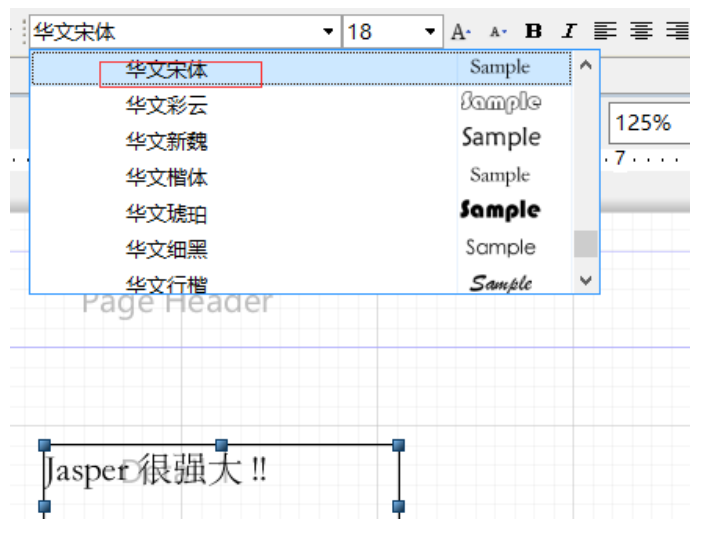 华文宋体 18 A A B I
华文宋体 Sample
华文彩云 Sample
华文新魏 Sample
125%
7
华文楷体 Sample
华文琥珀 Sample
华文细黑 Sample
华文行楷 Sample
Page Header
Jasper 很强大 !!